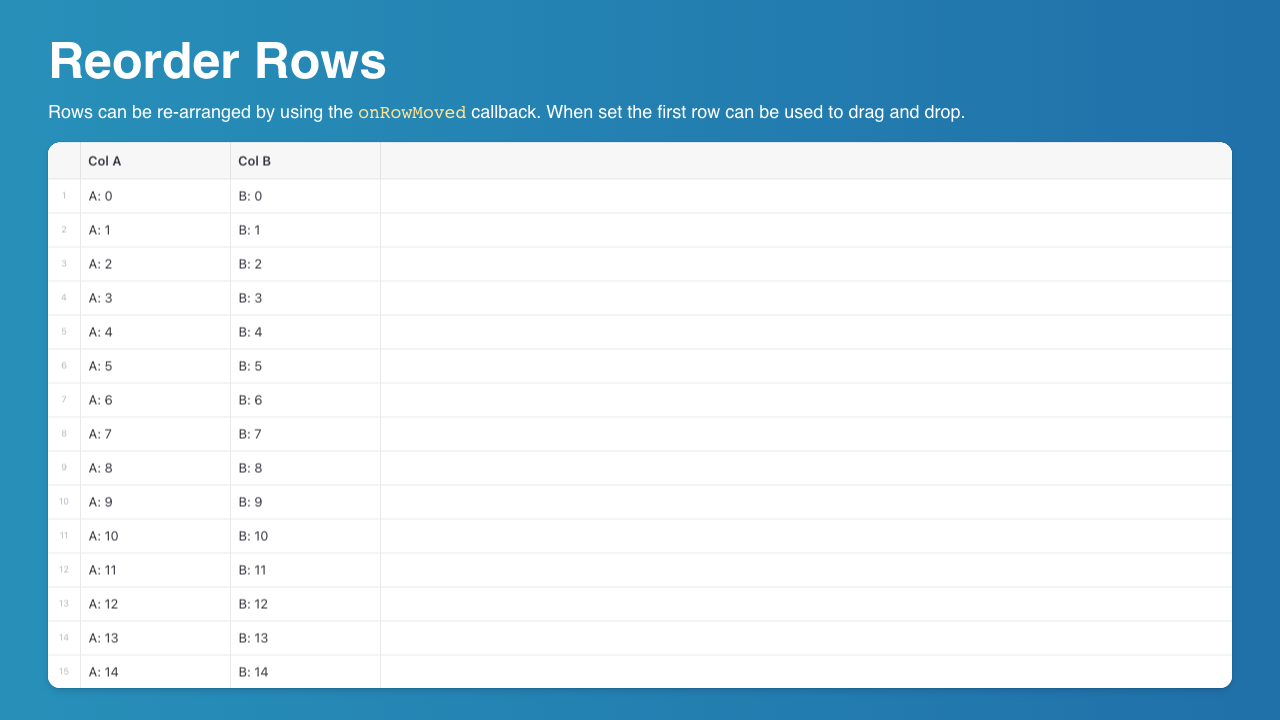 Reorder Rows
Rows can be re-arranged by using the onRowMoved callback. When set the first row can be used to drag and drop.
Col A Col B
1 A: 0 B: 0
2 A: 1 B: 1
3 A: 2 B: 2
4 A: 3 B: 3
5 A: 4 B: 4
6 A: 5 B: 5
7 A: 6 B: 6
8 A: 7 B: 7
9 A: 8 B: 8
10 A: 9 B: 9
11 A: 10 B: 10
12 A: 11 B: 11
13 A: 12 B: 12
14 A: 13 B: 13
15 A: 14 B: 14